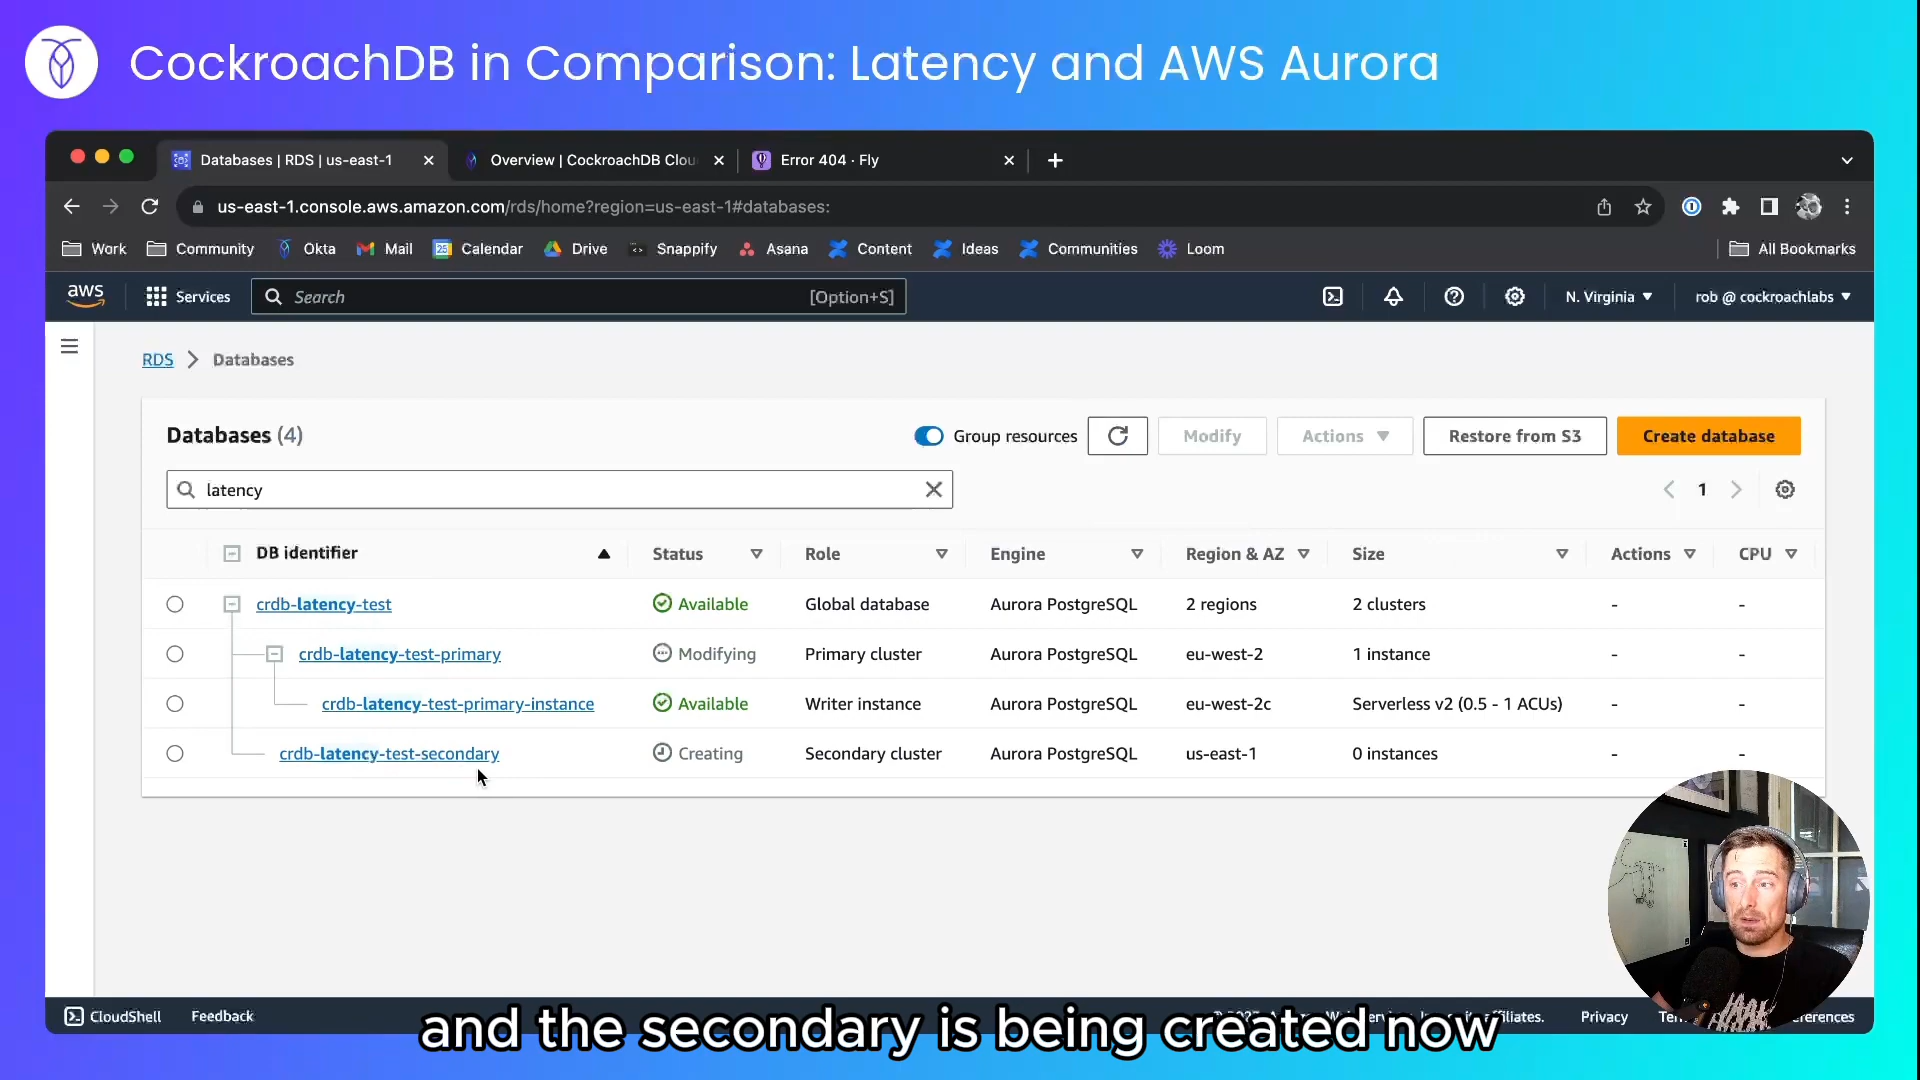 CockroachDB in Comparison: Latency and AWS Aurora
Databases | RDS | us-east-1
Overview | CockroachDB Clou
Error 404 · Fly
us-east-1.console.aws.amazon.com/rds/home?region=us-east-1#databases:
Work Community Okta Mail Calendar Drive Snappify Asana Content Ideas Communities Loom All Bookmarks
aws Services Search [Option+S] N. Virginia rob @ cockroachlabs
RDS > Databases
Databases (4) Group resources Modify Actions Restore from S3 Create database
latency 1
DB identifier Status Role Engine Region & AZ Size Actions CPU
crdb-latency-test Available Global database Aurora PostgreSQL 2 regions 2 clusters - -
crdb-latency-test-primary Modifying Primary cluster Aurora PostgreSQL eu-west-2 1 instance - -
crdb-latency-test-primary-instance Available Writer instance Aurora PostgreSQL eu-west-2c Serverless v2 (0.5 - 1 ACUs) - -
crdb-latency-test-secondary Creating Secondary cluster Aurora PostgreSQL us-east-1 0 instances - -
CloudShell Feedback Privacy
and the secondary is being created now